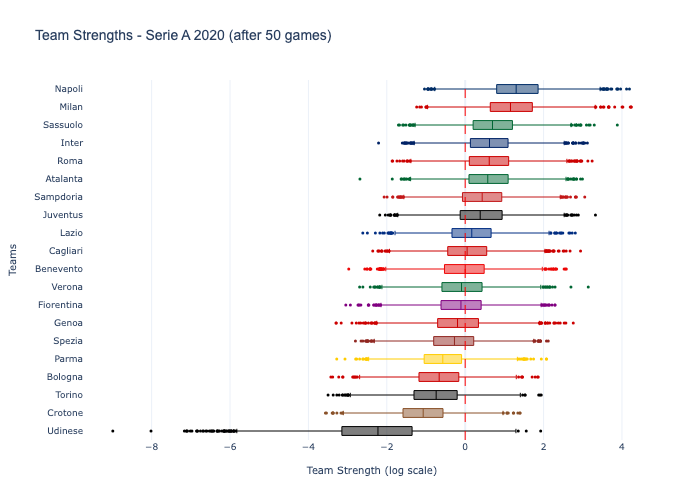 Team Strengths - Serie A 2020 (after 50 games)
Napoli
Milan
Sassuolo
Inter
Roma
Atalanta
Sampdoria
Juventus
Lazio
Cagliari
Benevento
Verona
Fiorentina
Genoa
Spezia
Parma
Bologna
Torino
Crotone
Udinese
Teams
−8 −6 −4 −2 0 2 4
Team Strength (log scale)